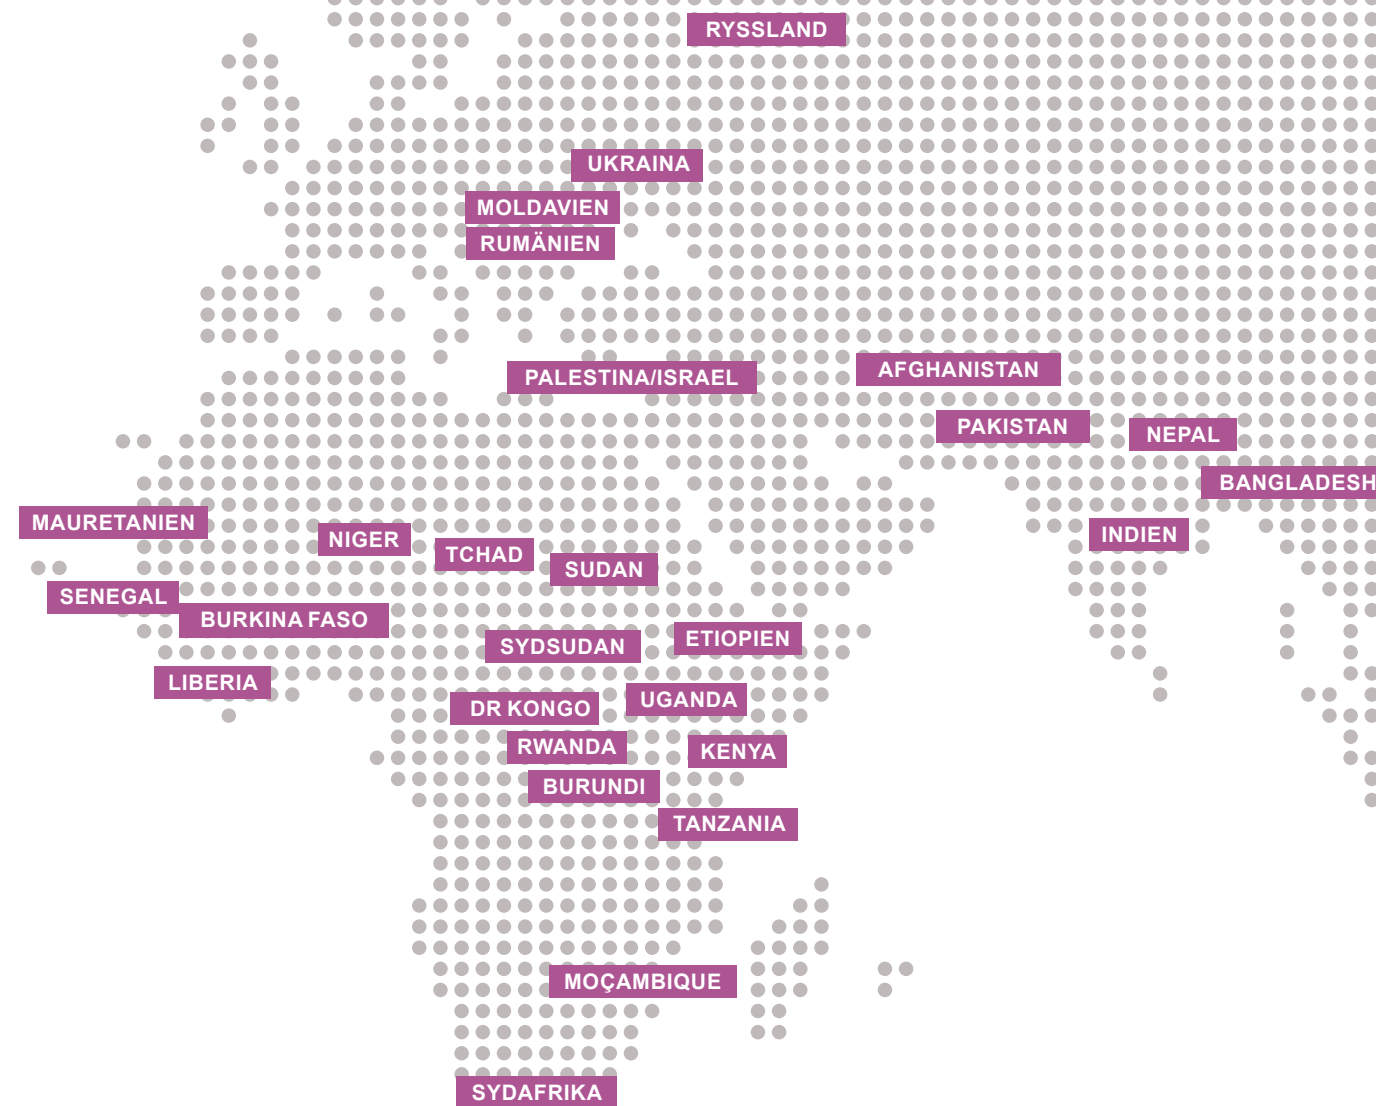 RYSSLAND
UKRAINA
MOLDAVIEN
RUMÄNIEN
PALESTINA/ISRAEL
AFGHANISTAN
PAKISTAN
NEPAL
BANGLADESH
MAURETANIEN
NIGER
TCHAD
SUDAN
INDIEN
SENEGAL
BURKINA FASO
SYDSUDAN
ETIOPIEN
LIBERIA
DR KONGO
UGANDA
RWANDA
KENYA
BURUNDI
TANZANIA
MOÇAMBIQUE
SYDAFRIKA